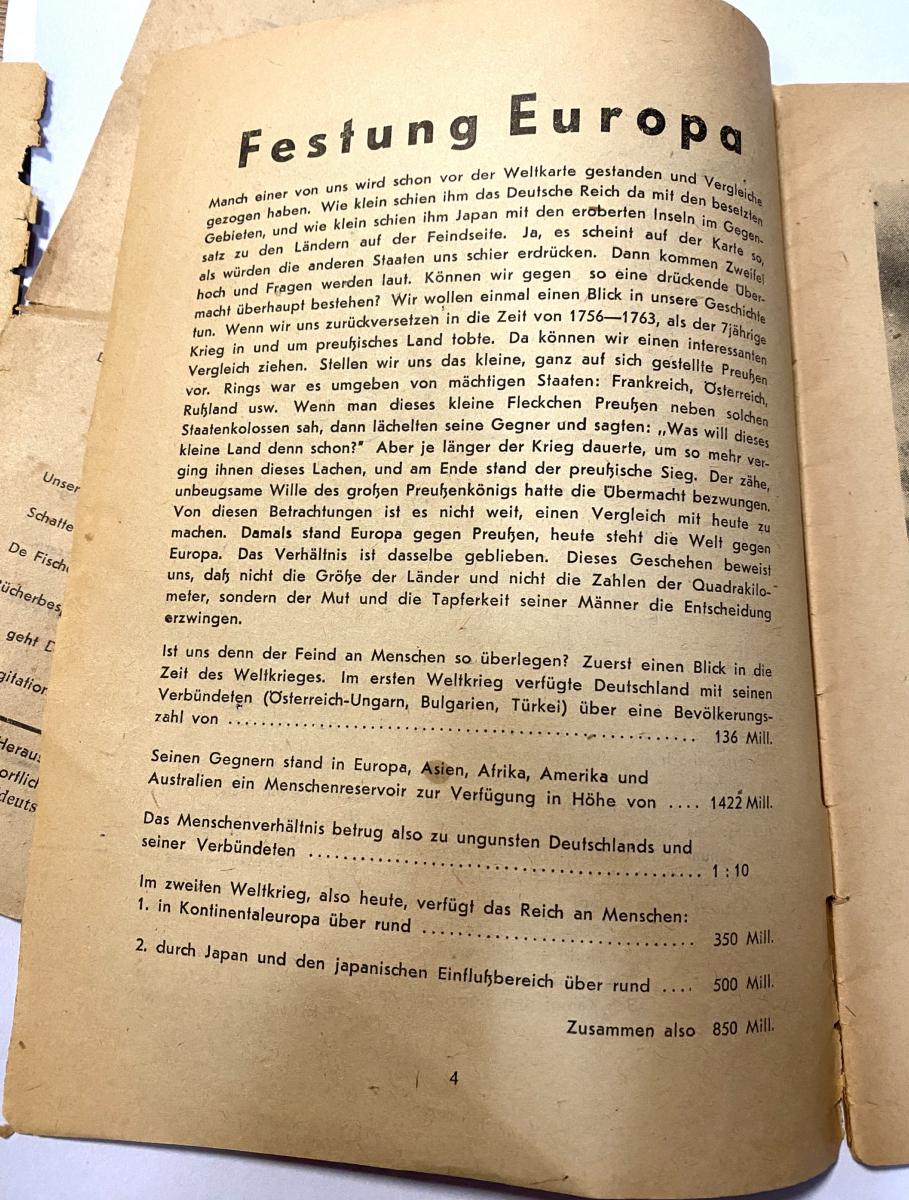 Festung Europa
Manch einer von uns wird schon vor der Weltkarte gestanden und Vergleiche
gezogen haben. Wie klein schien ihm das Deutsche Reich da mit den besetzten
Gebieten, und wie klein schien ihm Japan mit den eroberten Inseln im Gegen-
satz zu den Ländern auf der Feindseite. Ja, es scheint auf der Karte so,
als würden die anderen Staaten uns schier erdrücken. Dann kommen Zweifel
hoch und Fragen werden laut. Können wir gegen so eine drückende Über-
macht überhaupt bestehen? Wir wollen einmal einen Blick in unsere Geschichte
tun. Wenn wir uns zurückversetzen in die Zeit von 1756—1763, als der 7jährige
Krieg in und um preußisches Land tobte. Da können wir einen interessanten
Vergleich ziehen. Stellen wir uns das kleine, ganz auf sich gestellte Preußen
vor. Rings war es umgeben von mächtigen Staaten: Frankreich, Österreich,
Rußland usw. Wenn man dieses kleine Fleckchen Preußen neben solchen
Staatenkolossen sah, dann lächelten seine Gegner und sagten: „Was will dieses
kleine Land denn schon?" Aber je länger der Krieg dauerte, um so mehr ver-
ging ihnen dieses Lachen, und am Ende stand der preußische Sieg. Der zähe,
unbeugsame Wille des großen Preußenkönigs hatte die Übermacht bezwungen.
Von diesen Betrachtungen ist es nicht weit, einen Vergleich mit heute zu
machen. Damals stand Europa gegen Preußen, heute steht die Welt gegen
Europa. Das Verhältnis ist dasselbe geblieben. Dieses Geschehen beweist
uns, daß nicht die Größe der Länder und nicht die Zahlen der Quadrakilo-
meter, sondern der Mut und die Tapferkeit seiner Männer die Entscheidung
erzwingen.
Ist uns denn der Feind an Menschen so überlegen? Zuerst einen Blick in die
Zeit des Weltkrieges. Im ersten Weltkrieg verfügte Deutschland mit seinen
Verbündeten (Österreich-Ungarn, Bulgarien, Türkei) über eine Bevölkerungs-
zahl von ........................................ 136 Mill.
Seinen Gegnern stand in Europa, Asien, Afrika, Amerika und
Australien ein Menschenreservoir zur Verfügung in Höhe von .... 1422 Mill.
Das Menschenverhältnis betrug also zu ungunsten Deutschlands und
seiner Verbündeten .................................. 1 : 10
Im zweiten Weltkrieg, also heute, verfügt das Reich an Menschen:
1. in Kontinentaleuropa über rund ........................ 350 Mill.
2. durch Japan und den japanischen Einflußbereich über rund .... 500 Mill.
Zusammen also 850 Mill.
4
Unser
Schatte
De Fisch
geht D